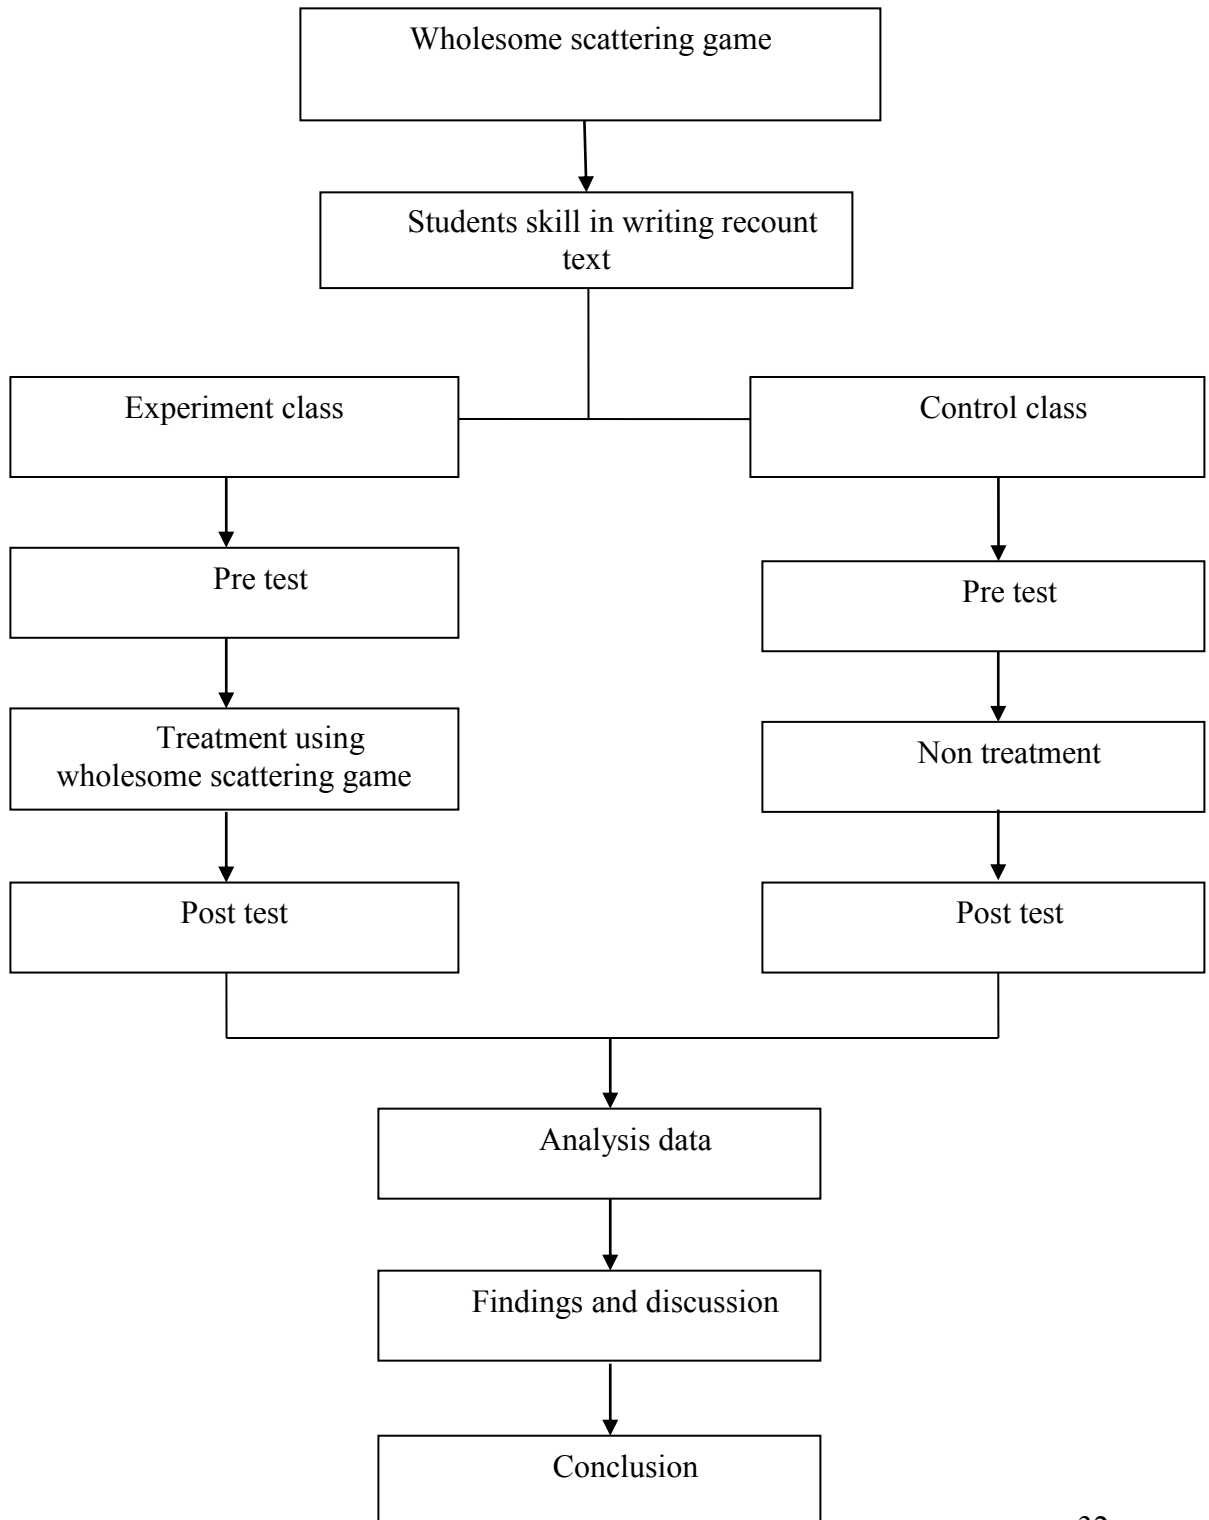 Wholesome scattering game
Students skill in writing recount
text
Experiment class
Control class
Pre test
Pre test
Treatment using
wholesome scattering game
Non treatment
Post test
Post test
Analysis data
Findings and discussion
Conclusion
32